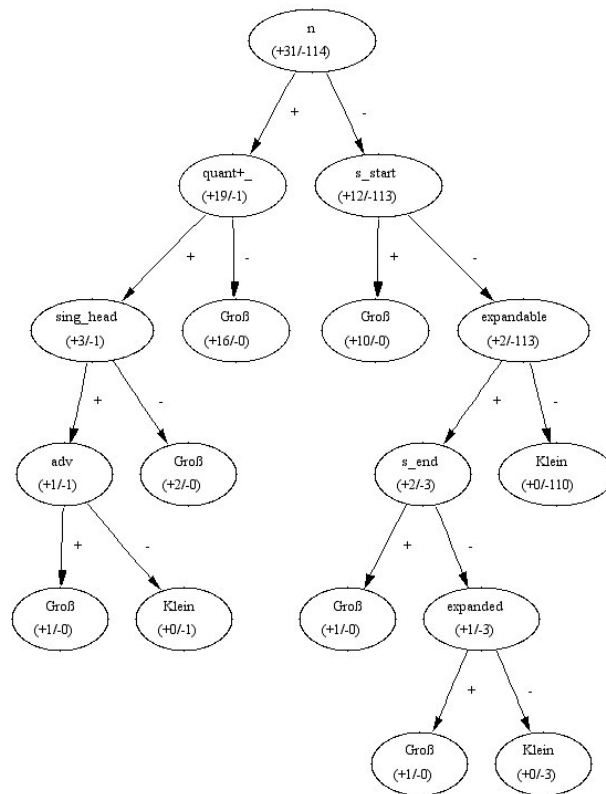 n
(+31/-114)
+
-
quant+_
(+19/-1)
s_start
(+12/-113)
+
-
+
-
sing_head
(+3/-1)
Groß
(+16/-0)
Groß
(+10/-0)
expandable
(+2/-113)
+
-
+
-
adv
(+1/-1)
Groß
(+2/-0)
s_end
(+2/-3)
Klein
(+0/-110)
+
-
+
-
Groß
(+1/-0)
Klein
(+0/-1)
Groß
(+1/-0)
expanded
(+1/-3)
+
-
Groß
(+1/-0)
Klein
(+0/-3)